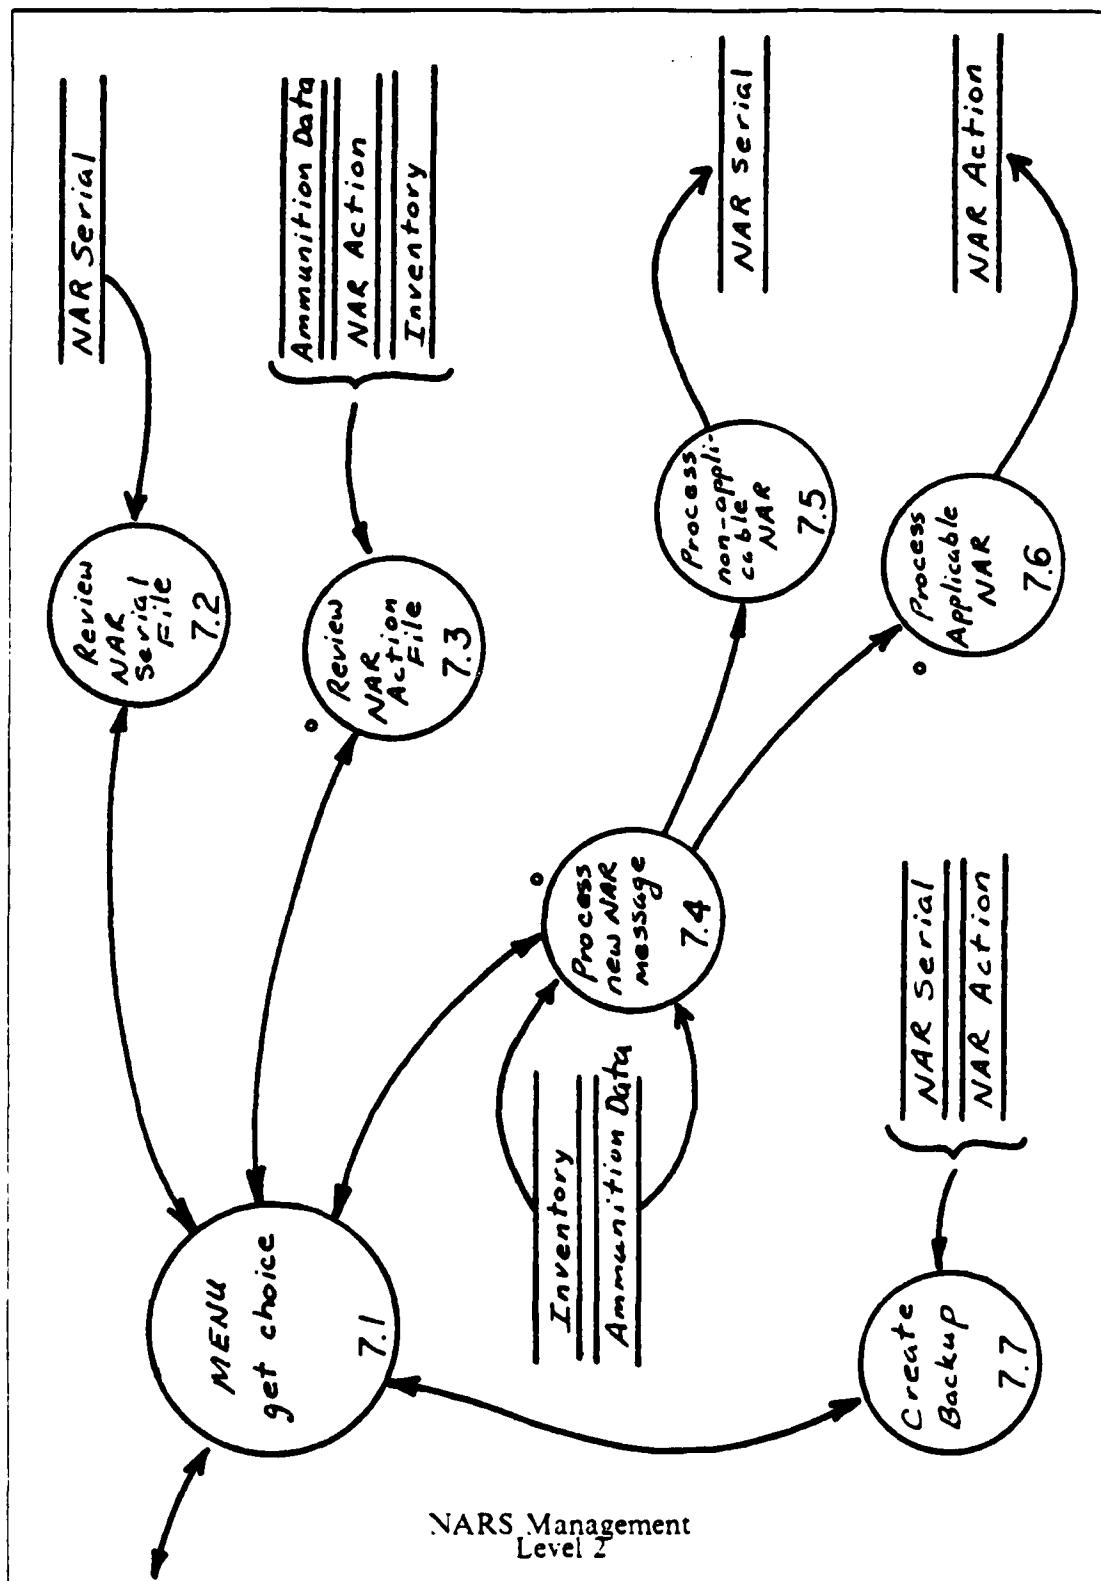 MENU
get choice
7.1
Review
NAR
Serial
File
7.2
NAR Serial
Review
NAR
Action
File
7.3
Ammunition Data
NAR Action
Inventory
Process
new NAR
message
7.4
Inventory
Ammunition Data
Process
non-appli-
cable
NAR
7.5
NAR Serial
Process
Applicable
NAR
7.6
NAR Action
Create
Backup
7.7
NAR Serial
NAR Action
NARS Management
Level 2